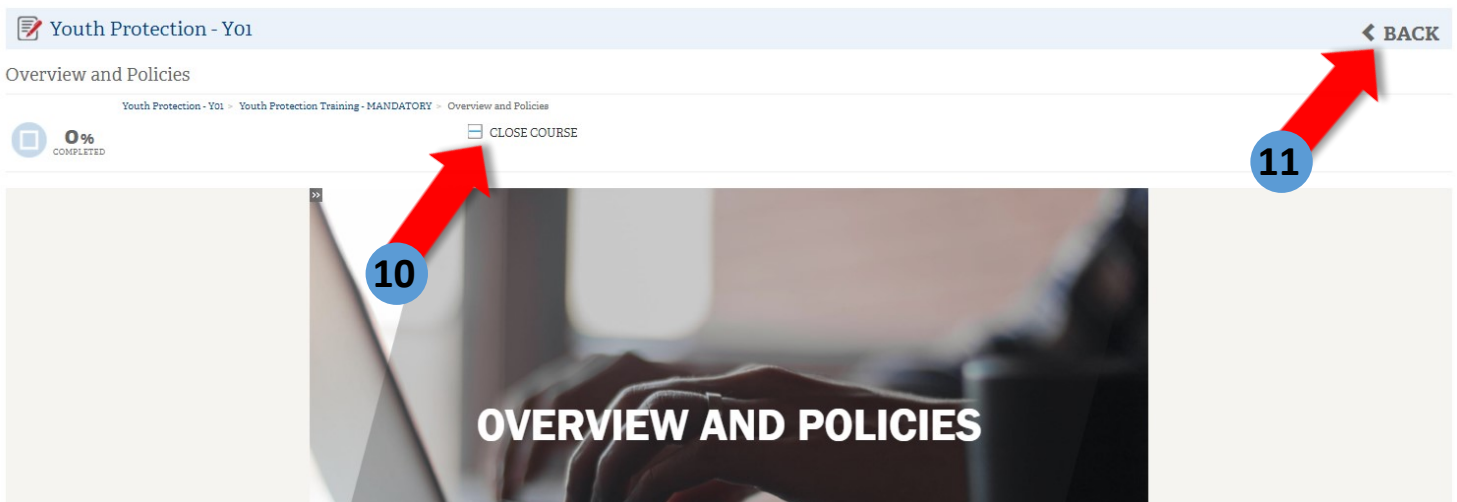 Youth Protection - Y01
BACK
Overview and Policies
Youth Protection - Y01 > Youth Protection Training - MANDATORY > Overview and Policies
0%
COMPLETED
CLOSE COURSE
11
»
10
OVERVIEW AND POLICIES